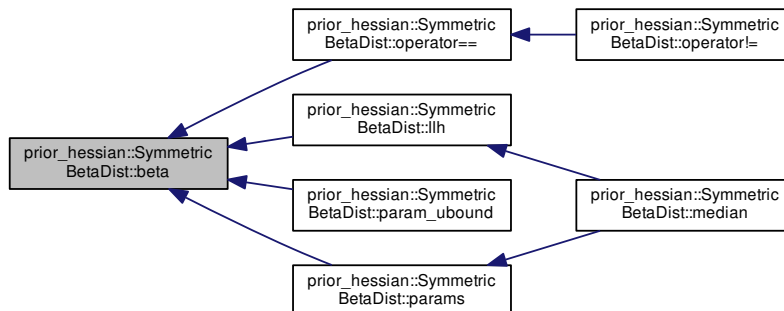 prior_hessian::Symmetric
BetaDist::beta
prior_hessian::Symmetric
BetaDist::operator==
prior_hessian::Symmetric
BetaDist::operator!=
prior_hessian::Symmetric
BetaDist::llh
prior_hessian::Symmetric
BetaDist::param_ubound
prior_hessian::Symmetric
BetaDist::median
prior_hessian::Symmetric
BetaDist::params